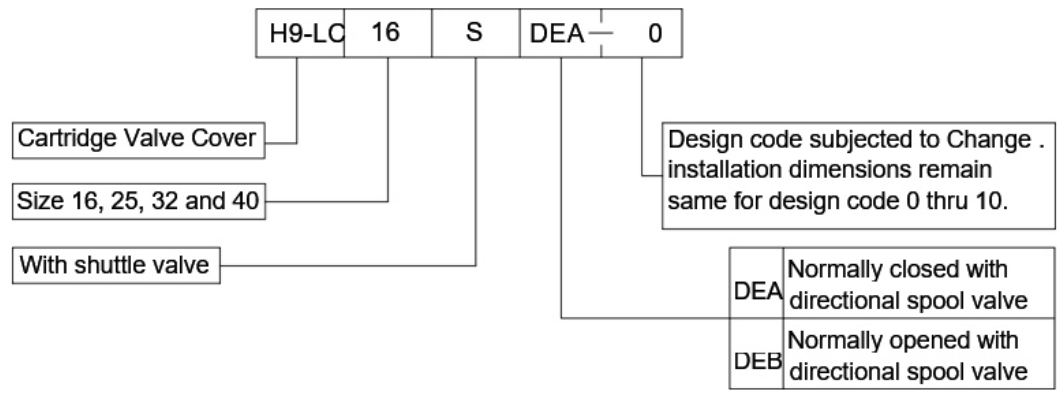 H9-LC 16 S DEA — 0
Cartridge Valve Cover
Size 16, 25, 32 and 40
With shuttle valve
Design code subjected to Change .
installation dimensions remain
same for design code 0 thru 10.
DEA Normally closed with
directional spool valve
DEB Normally opened with
directional spool valve